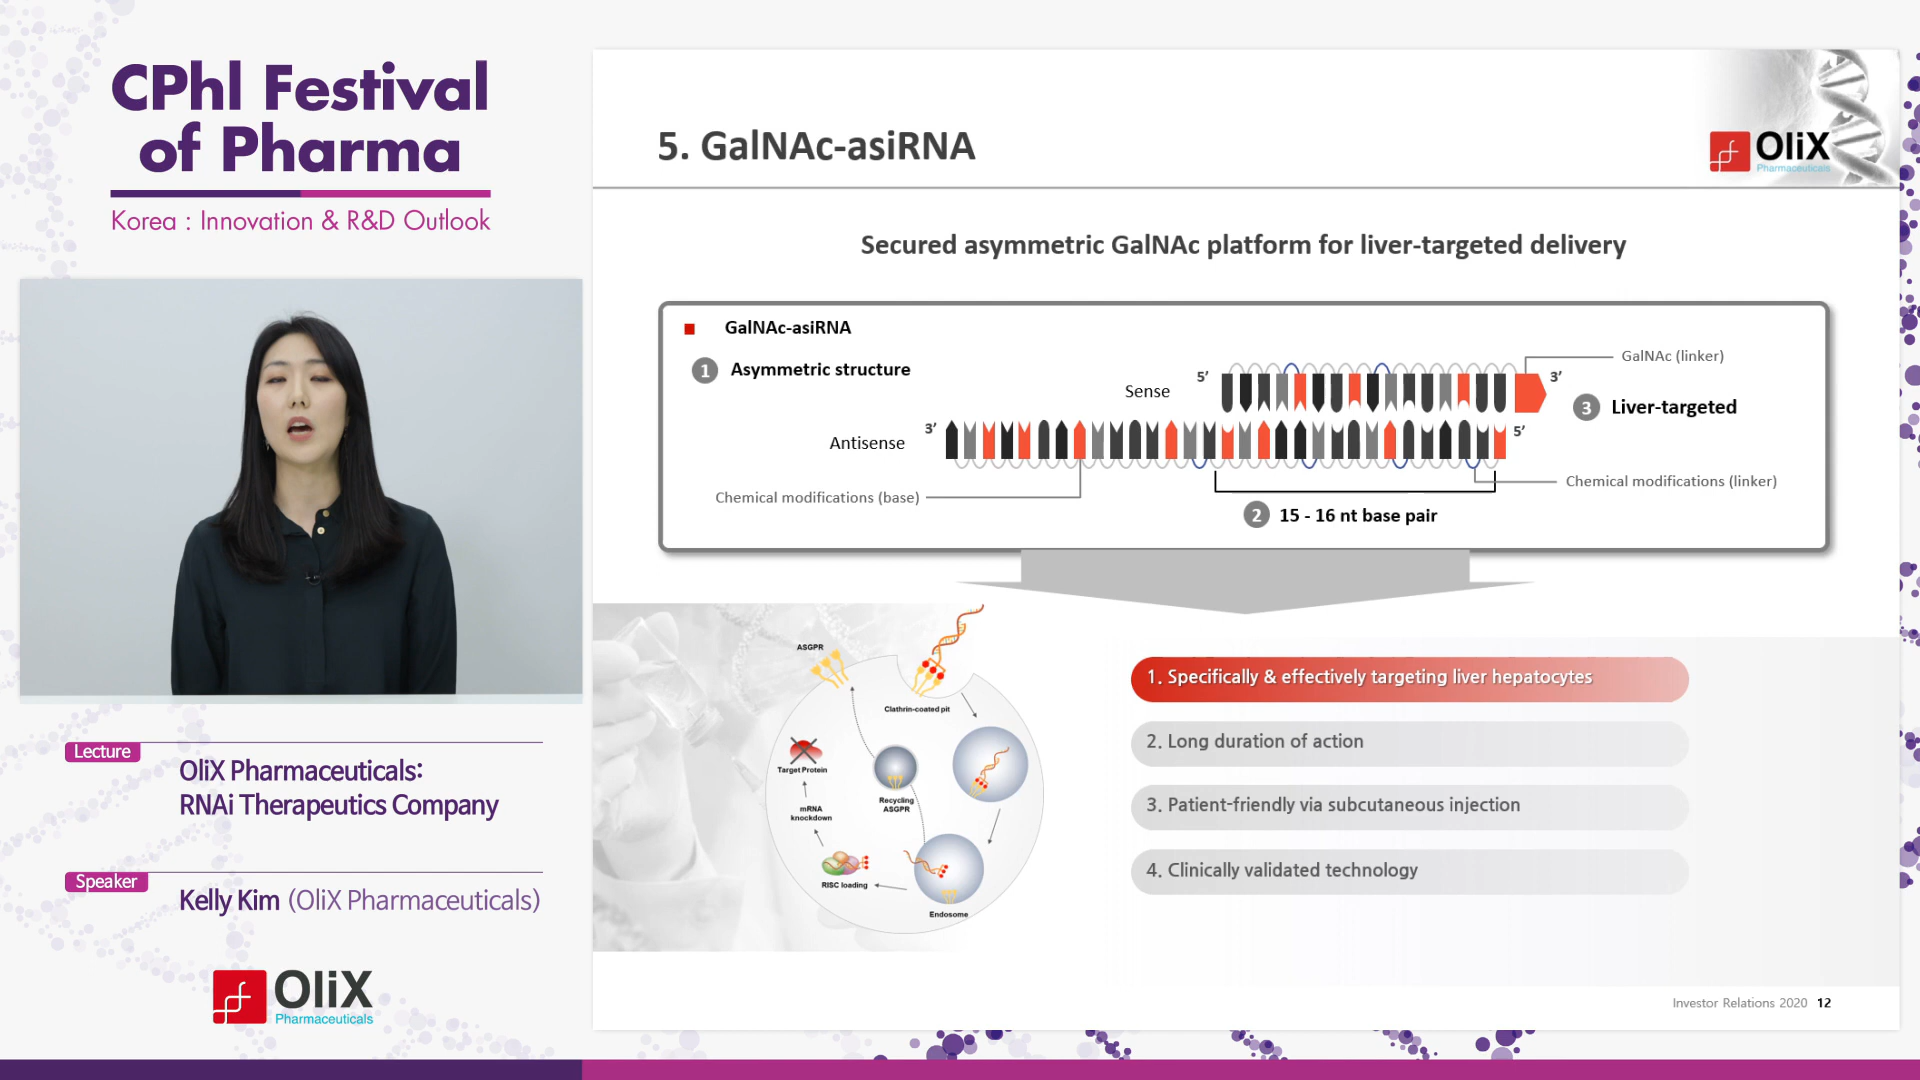 CPhl Festival
of Pharma
Korea : Innovation & R&D Outlook
Lecture
OliX Pharmaceuticals:
RNAi Therapeutics Company
Speaker
Kelly Kim (OliX Pharmaceuticals)
OliX
Pharmaceuticals
5. GalNAc-asiRNA
OliX
Pharmaceuticals
Secured asymmetric GalNAc platform for liver-targeted delivery
GalNAc-asiRNA
1 Asymmetric structure
GalNAc (linker)
Sense
5’
3’
3 Liver-targeted
Antisense
3’
5’
Chemical modifications (base)
Chemical modifications (linker)
2 15 - 16 nt base pair
ASGPR
Clathrin-coated pit
Target Protein
Recycling
ASGPR
mRNA
knockdown
RISC loading
Endosome
1. Specifically & effectively targeting liver hepatocytes
2. Long duration of action
3. Patient-friendly via subcutaneous injection
4. Clinically validated technology
Investor Relations 2020 12